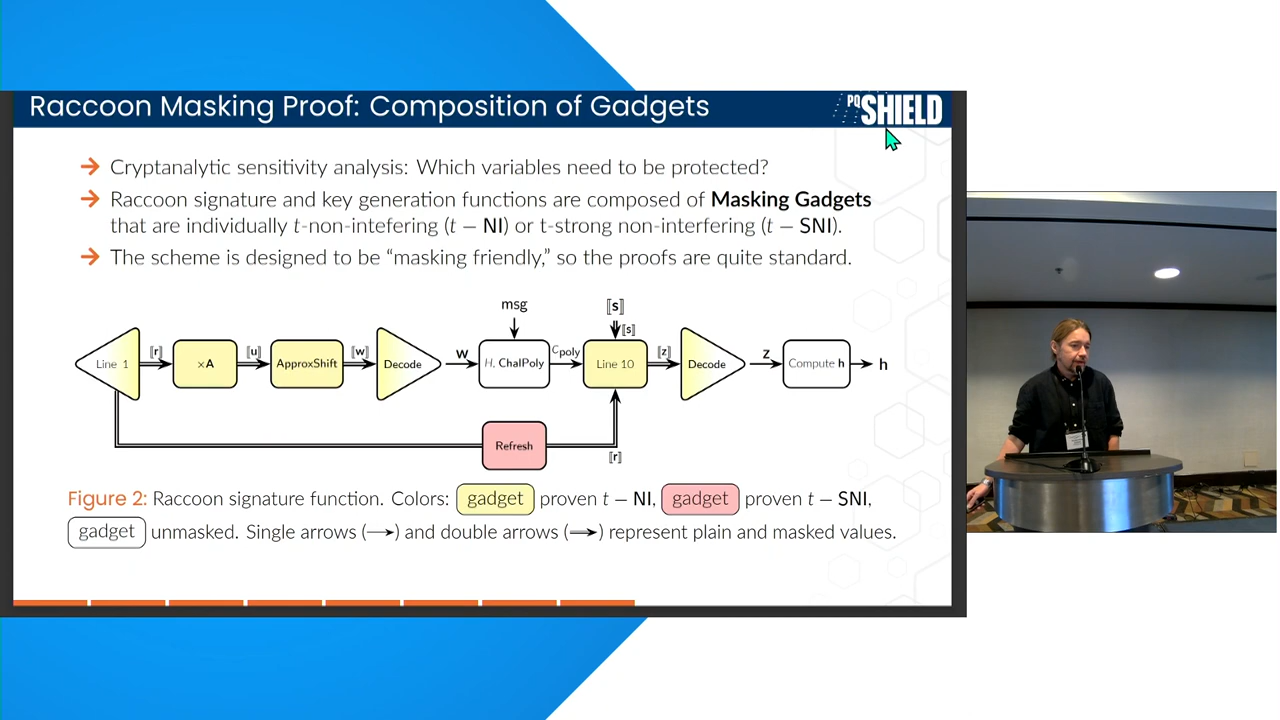 Raccoon Masking Proof: Composition of Gadgets
PQ SHIELD
→ Cryptanalytic sensitivity analysis: Which variables need to be protected?
→ Raccoon signature and key generation functions are composed of Masking Gadgets
that are individually t-non-intefering (t − NI) or t-strong non-interfering (t − SNI).
→ The scheme is designed to be “masking friendly,” so the proofs are quite standard.
msg
⟦s⟧
⟦s⟧
Line 1
⟦r⟧
×A
⟦u⟧
ApproxShift
⟦w⟧
Decode
w
H, ChalPoly
cpoly
Line 10
⟦z⟧
Decode
z
Compute h
h
Refresh
⟦r⟧
Figure 2: Raccoon signature function. Colors: gadget proven t − NI, gadget proven t − SNI,
gadget unmasked. Single arrows (→) and double arrows (⇒) represent plain and masked values.